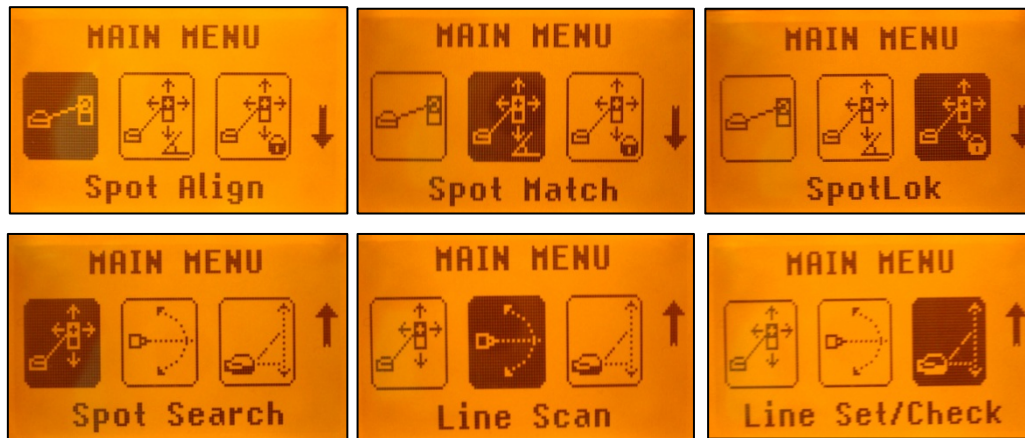 MAIN MENU
Spot Align
MAIN MENU
Spot Match
MAIN MENU
SpotLok
MAIN MENU
Spot Search
MAIN MENU
Line Scan
MAIN MENU
Line Set/Check